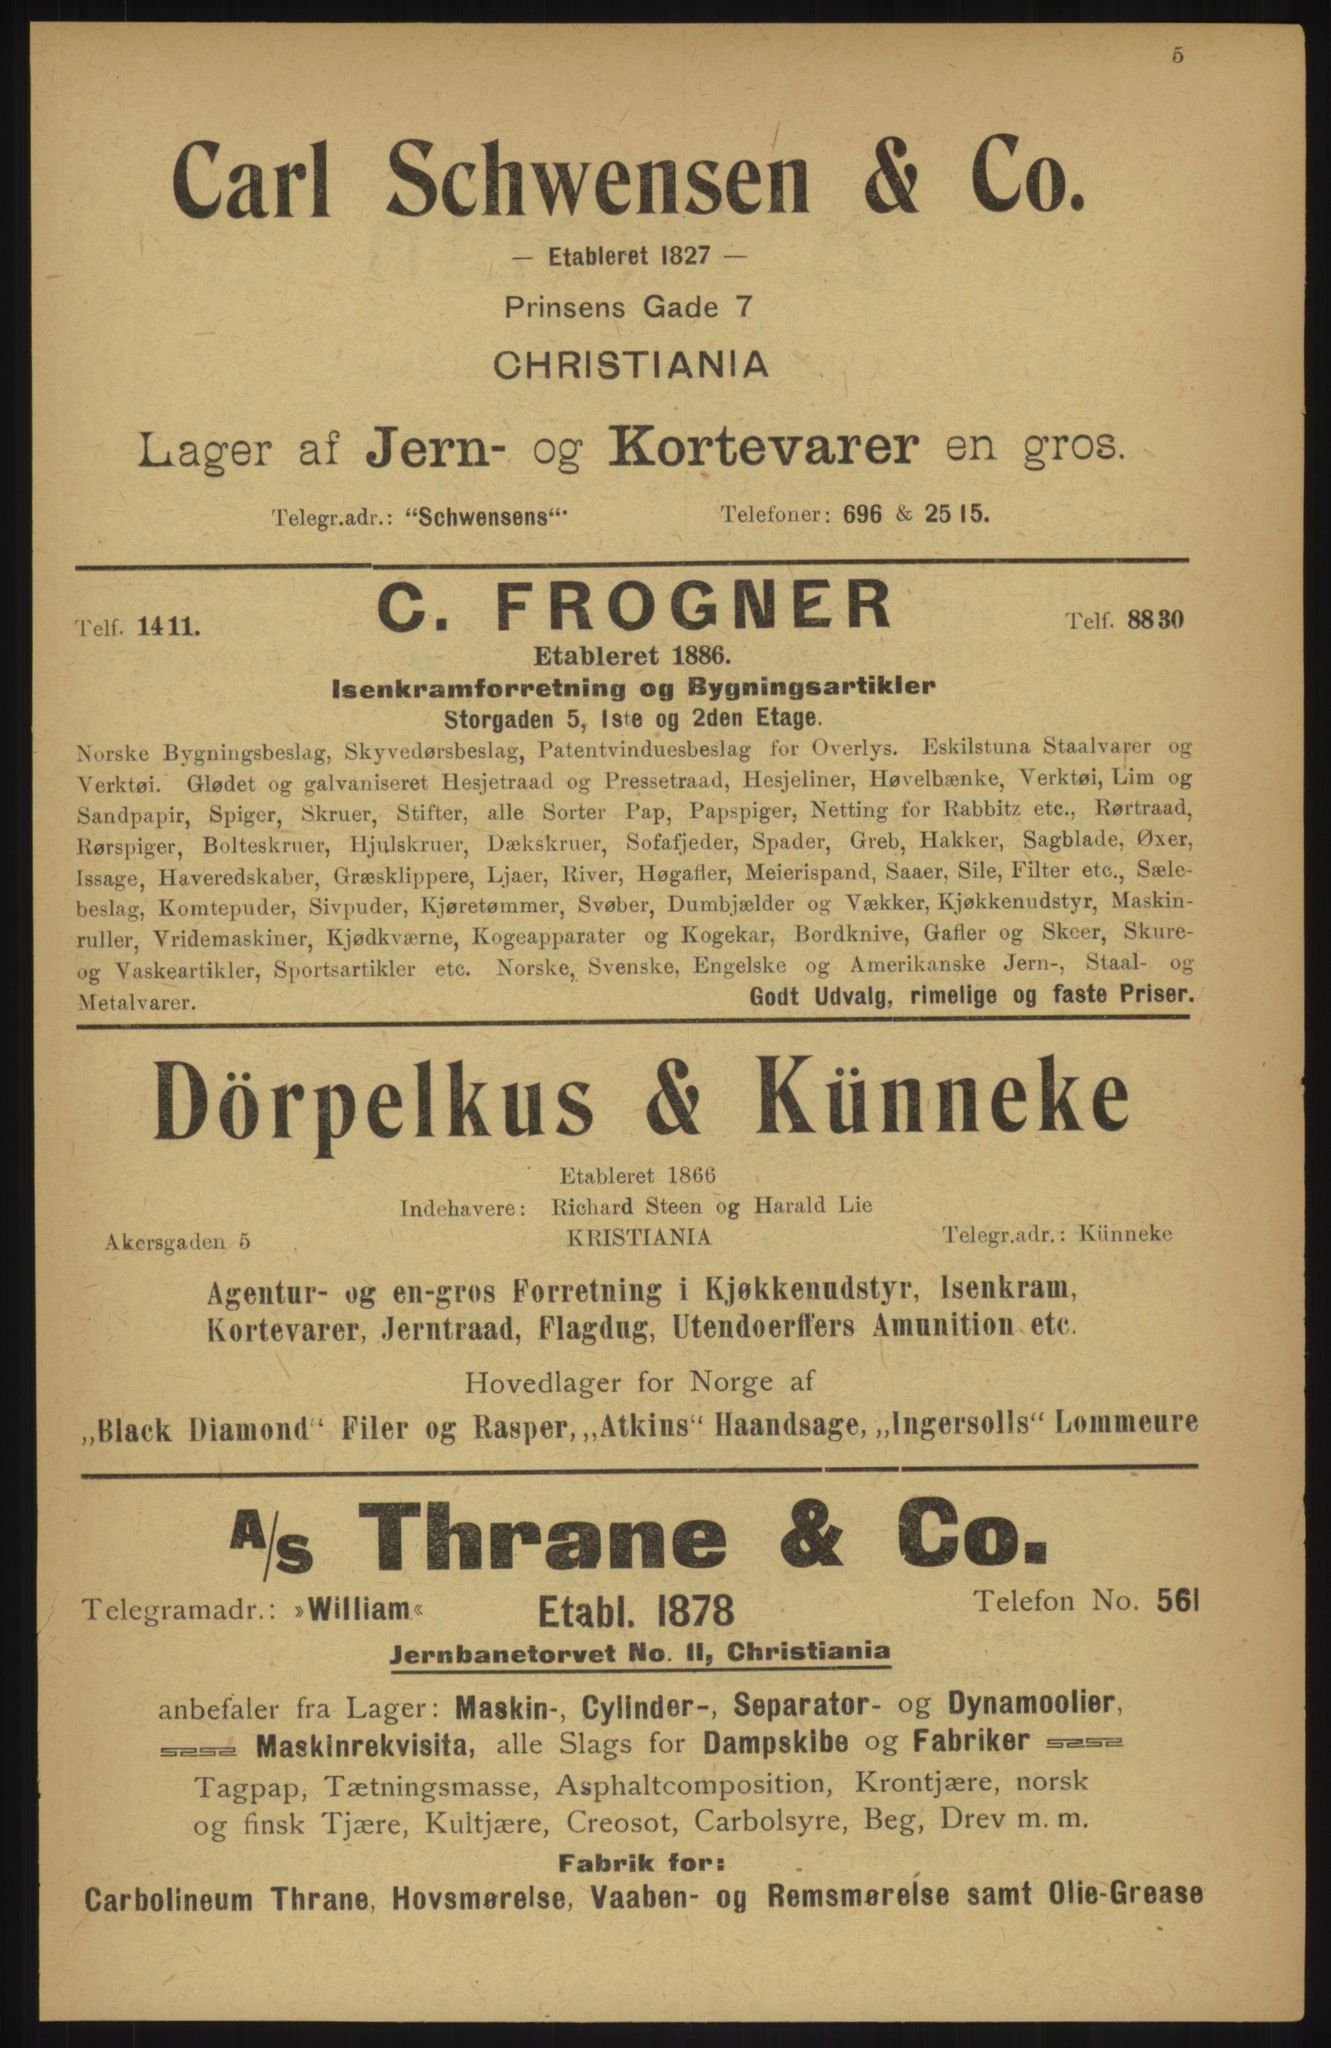 5
Carl Schwensen & Co.
— Etableret 1827 —
Prinsens Gade 7
CHRISTIANIA
Lager af Jern- og Kortevarer en gros.
Telegr.adr.: "Schwensens"· Telefoner: 696 & 2515.
C. FROGNER
Telf. 1411. Telf. 8830
Etableret 1886.
Isenkramforretning og Bygningsartikler
Storgaden 5, 1ste og 2den Etage.
Norske Bygningsbeslag, Skyvedørsbeslag, Patentvinduesbeslag for Overlys. Eskilstuna Staalvarer og
Verktøi. Glødet og galvaniseret Hesjetraad og Pressetraad, Hesjeliner, Høvelbænke, Verktøi, Lim og
Sandpapir, Spiger, Skruer, Stifter, alle Sorter Pap, Papspiger, Netting for Rabbitz etc., Rørtraad,
Rørspiger, Bolteskruer, Hjulskruer, Dækskruer, Sofafjeder, Spader, Greb, Hakker, Sagblade, Øxer,
Issage, Haveredskaber, Græsklippere, Ljaer, River, Høgafler, Meierispand, Saaer, Sile, Filter etc., Sæle-
beslag, Komtepuder, Sivpuder, Kjøretømmer, Svøber, Dumbjælder og Vækker, Kjøkkenudstyr, Maskin-
ruller, Vridemaskiner, Kjødkværne, Kogeapparater og Kogekar, Bordknive, Gafler og Skeer, Skure-
og Vaskeartikler, Sportsartikler etc. Norske, Svenske, Engelske og Amerikanske Jern-, Staal- og
Metalvarer. Godt Udvalg, rimelige og faste Priser.
Dörpelkus & Künneke
Etableret 1866
Indehavere: Richard Steen og Harald Lie
Akersgaden 5 KRISTIANIA Telegr.adr.: Künneke
Agentur- og en-gros Forretning i Kjøkkenudstyr, Isenkram,
Kortevarer, Jerntraad, Flagdug, Utendoerffers Amunition etc.
Hovedlager for Norge af
„Black Diamond" Filer og Rasper, „Atkins" Haandsage, „Ingersolls" Lommeure
A/S Thrane & Co.
Telegramadr.: »William« Etabl. 1878 Telefon No. 561
Jernbanetorvet No. 11, Christiania
anbefaler fra Lager: Maskin-, Cylinder-, Separator- og Dynamoolier,
Maskinrekvisita, alle Slags for Dampskibe og Fabriker
Tagpap, Tætningsmasse, Asphaltcomposition, Krontjære, norsk
og finsk Tjære, Kultjære, Creosot, Carbolsyre, Beg, Drev m. m.
Fabrik for:
Carbolineum Thrane, Hovsmørelse, Vaaben- og Remsmørelse samt Olie-Grease